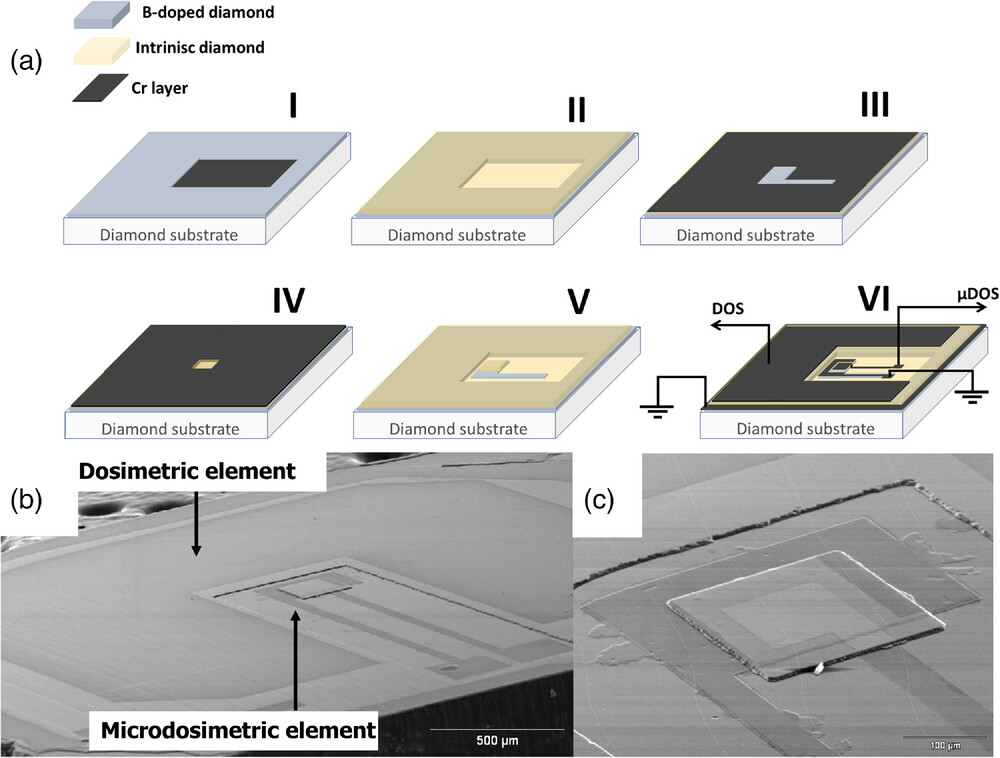 (a)
B-doped diamond
Intrinisc diamond
Cr layer
I
II
III
Diamond substrate
Diamond substrate
Diamond substrate
IV
V
VI
DOS
µDOS
Diamond substrate
Diamond substrate
Diamond substrate
(b)
Dosimetric element
Microdosimetric element
500 µm
(c)
100 µm